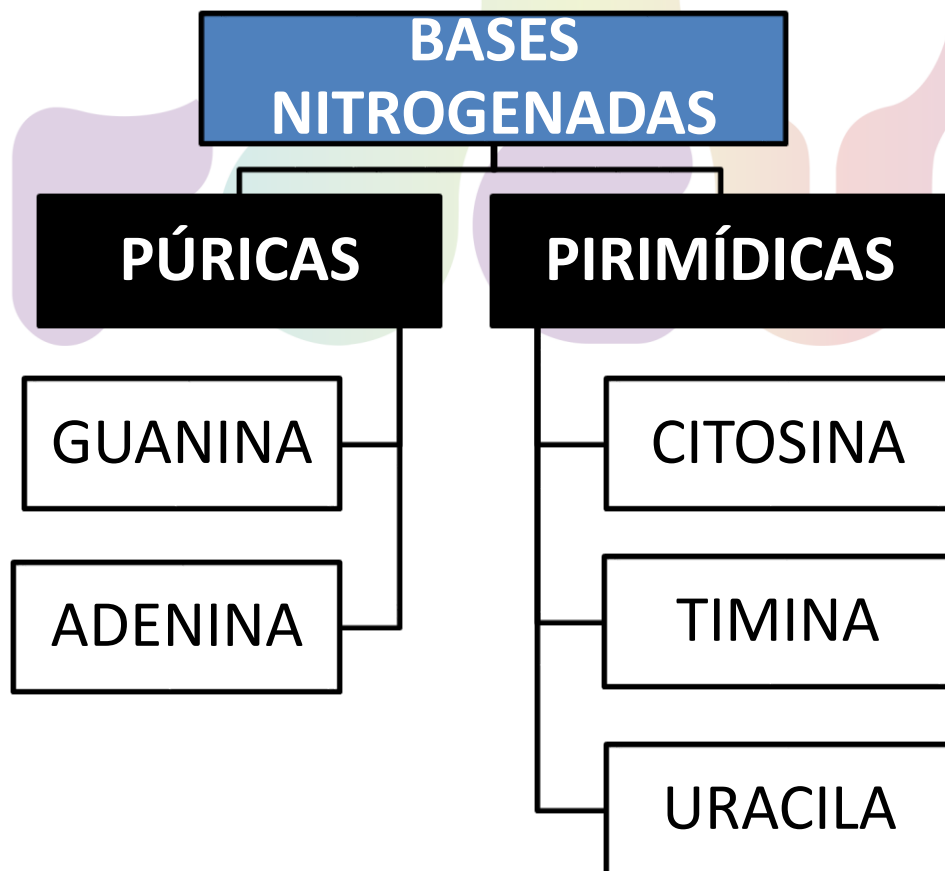 BASES
NITROGENADAS
PÚRICAS
PIRIMÍDICAS
GUANINA
CITOSINA
ADENINA
TIMINA
URACILA